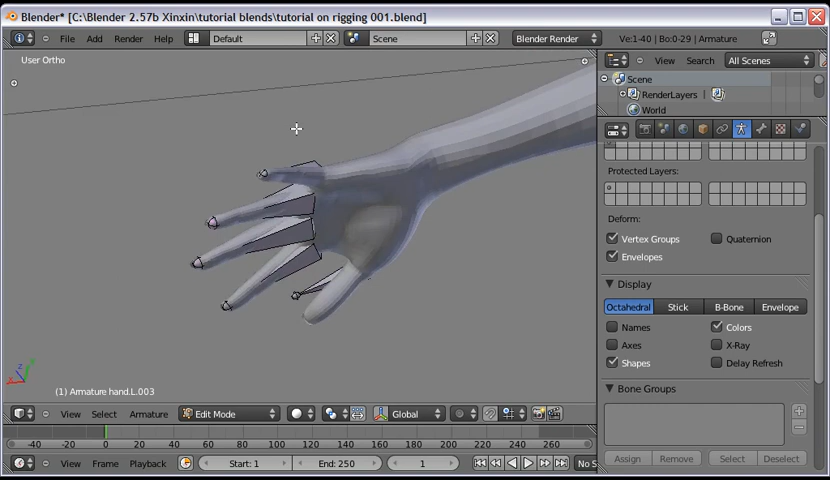 Blender* [C:\Blender 2.57b Xinxin\tutorial blends\tutorial on rigging 001.blend]
File Add Render Help Default Scene Blender Render Ve:1-40 | Bo:0-29 | Armature
User Ortho
View Search All Scenes
Scene
RenderLayers
World
Protected Layers:
Deform:
Vertex Groups Quaternion
Envelopes
Display
Octahedral Stick B-Bone Envelope
Names Colors
Axes X-Ray
Shapes Delay Refresh
Bone Groups
Assign Remove Select Deselect
(1) Armature hand.L.003
View Select Armature Edit Mode Global
-40 -20 0 20 40 60 80 100 120 140 160 180 200 220 240 260
View Frame Playback Start: 1 End: 250 1 No S